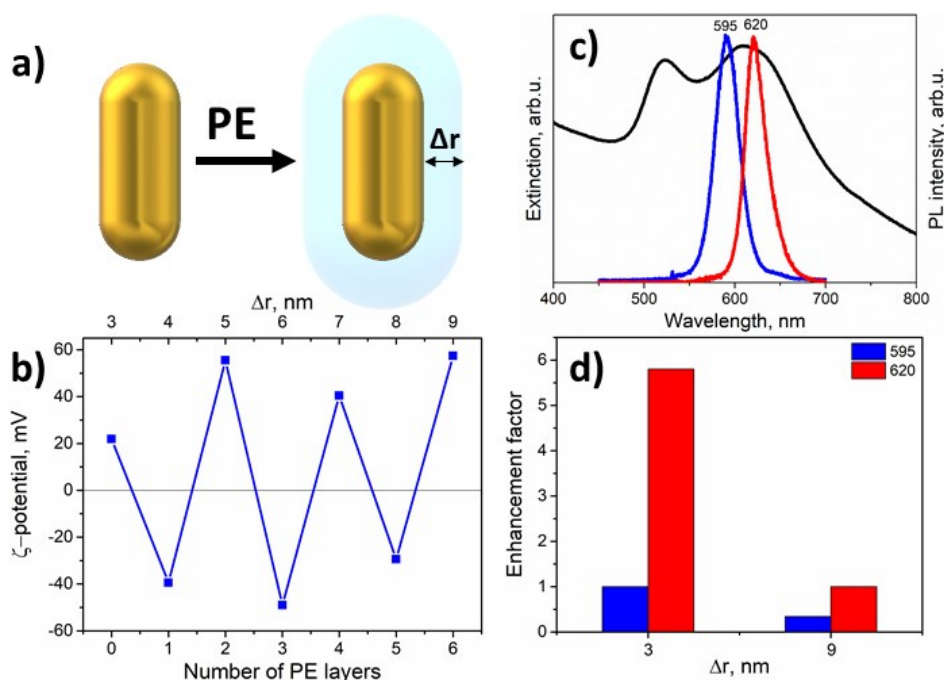 a)
PE
Δr
c)
595 620
Extinction, arb.u.
PL intensity, arb.u.
400 500 600 700 800
Wavelength, nm
b)
Δr, nm
3 4 5 6 7 8 9
60
40
20
0
-20
-40
-60
ζ-potential, mV
0 1 2 3 4 5 6
Number of PE layers
d)
595
620
6
5
4
3
2
1
0
Enhancement factor
3 9
Δr, nm